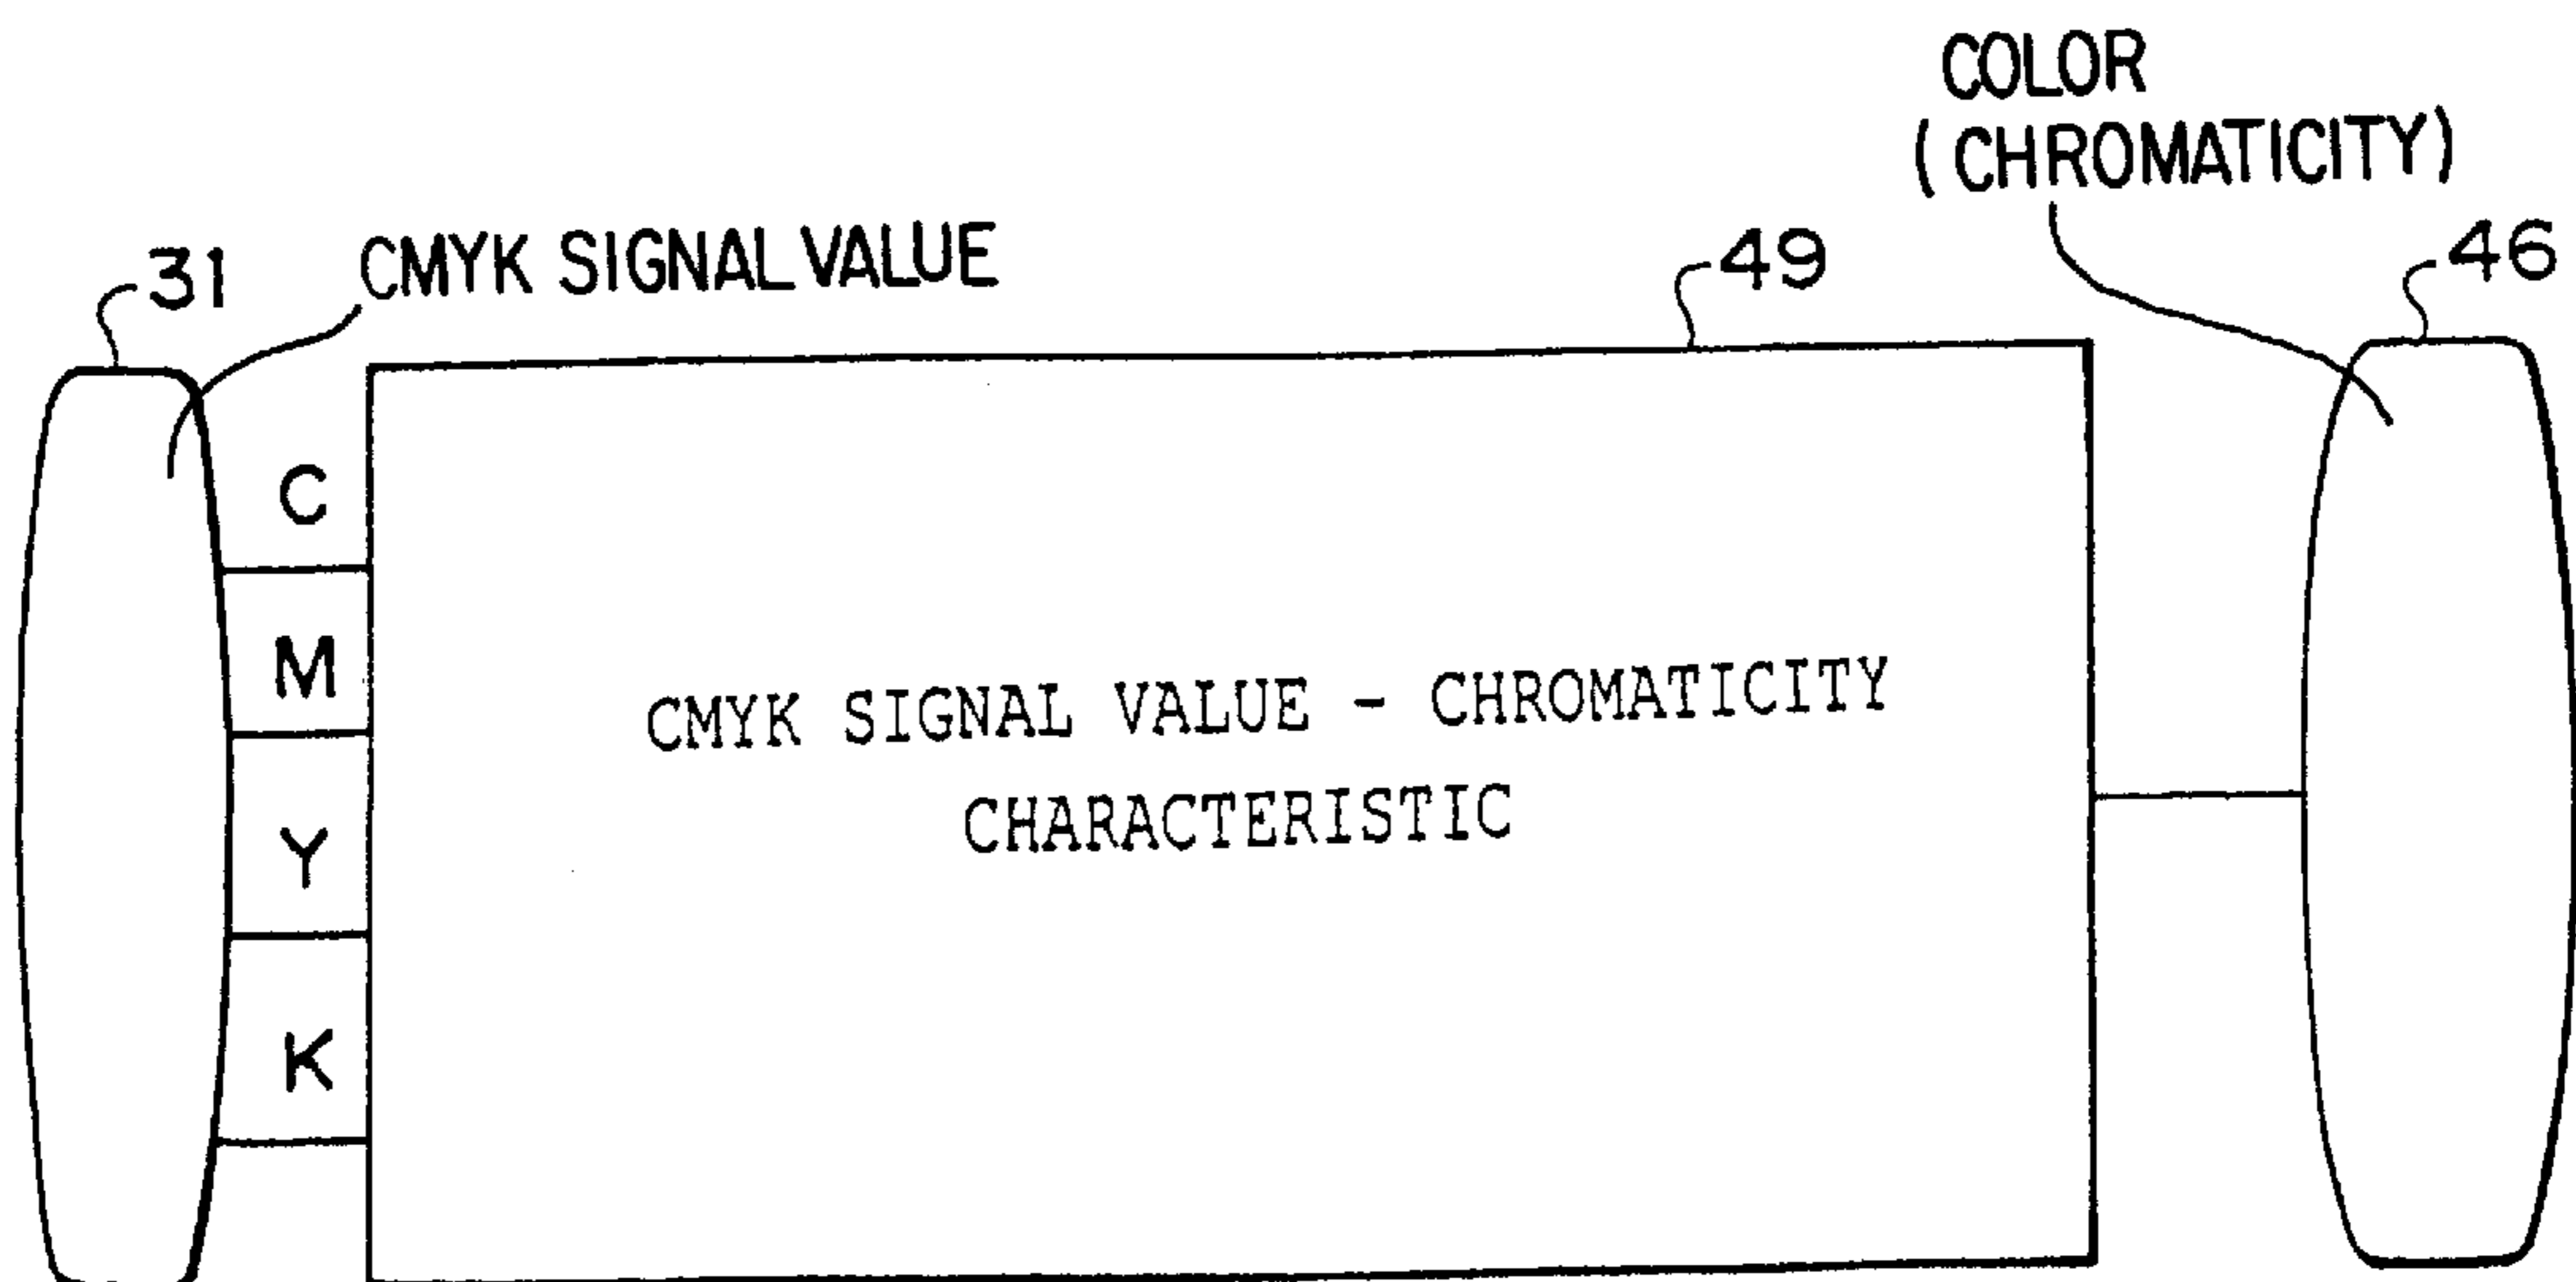 COLOR
(CHROMATICITY)
31
CMYK SIGNAL VALUE
49
46
C
M
Y
K
CMYK SIGNAL VALUE - CHROMATICITY
CHARACTERISTIC